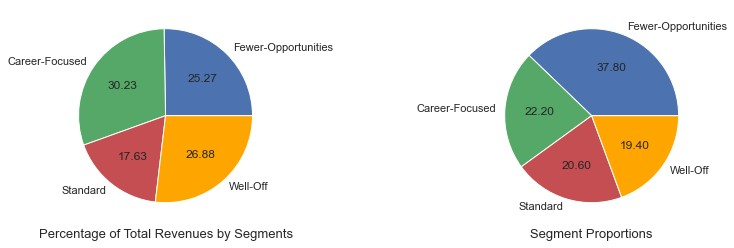 Fewer-Opportunities
Career-Focused
25.27
30.23
17.63
26.88
Standard
Well-Off
Percentage of Total Revenues by Segments
Fewer-Opportunities
37.80
Career-Focused
22.20
19.40
20.60
Well-Off
Standard
Segment Proportions